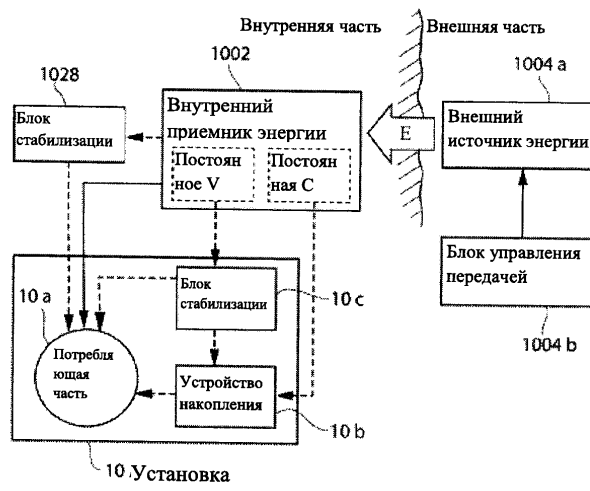 Внутренняя часть
Внешняя часть
1002
1004 a
1028
Блок
стабилизации
Внутренний
приемник энергии
Постоян
ное V
Постоян
ная C
E
Внешний
источник энергии
Блок управления
передачей
1004 b
10 a
Блок
стабилизации
10 c
Потребля
ющая
часть
Устройство
накопления
10 b
10 Установка